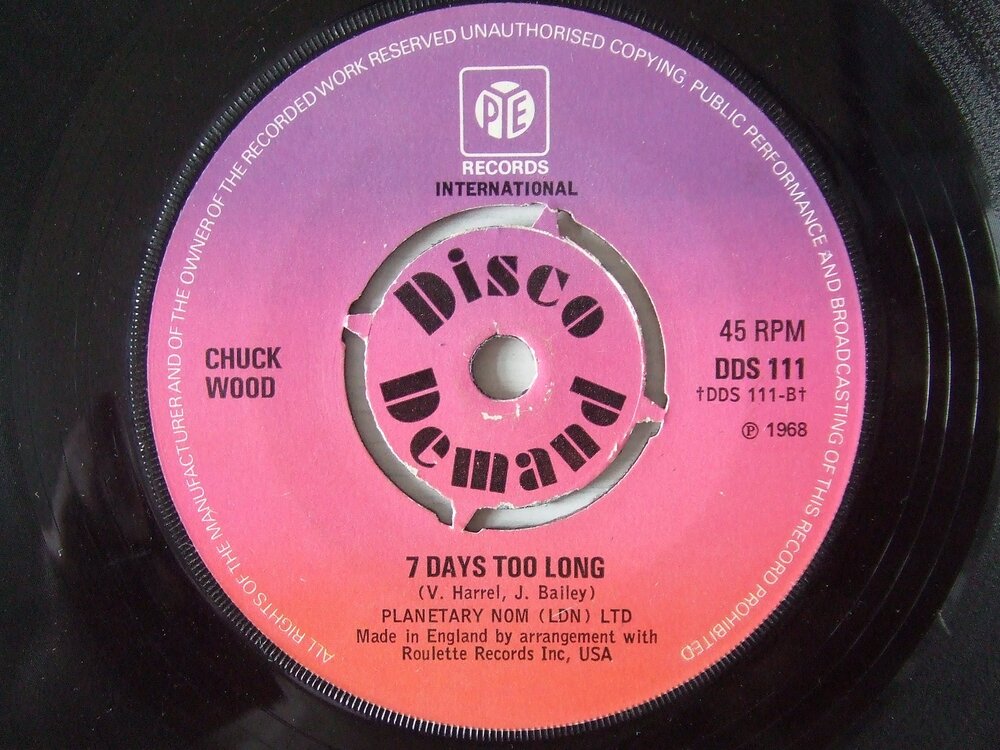 ALL RIGHTS OF THE MANUFACTURER AND OF THE OWNER OF THE RECORDED WORK RESERVED UNAUTHORISED COPYING, PUBLIC PERFORMANCE AND BROADCASTING OF THIS RECORD PROHIBITED
PYE
RECORDS
INTERNATIONAL
Disco
Demand
CHUCK
WOOD
45 RPM
DDS 111
†DDS 111-B†
℗ 1968
7 DAYS TOO LONG
(V. Harrel, J. Bailey)
PLANETARY NOM (LDN) LTD
Made in England by arrangement with
Roulette Records Inc, USA